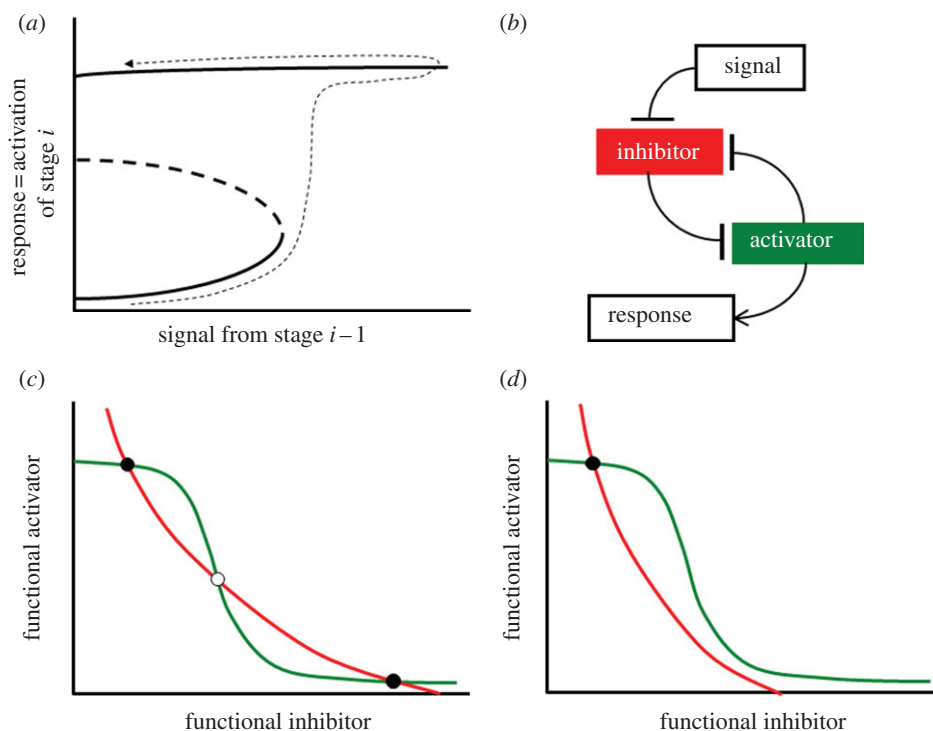 (a)
response = activation
of stage i
signal from stage i – 1
(b)
signal
inhibitor
activator
response
(c)
functional activator
functional inhibitor
(d)
functional activator
functional inhibitor